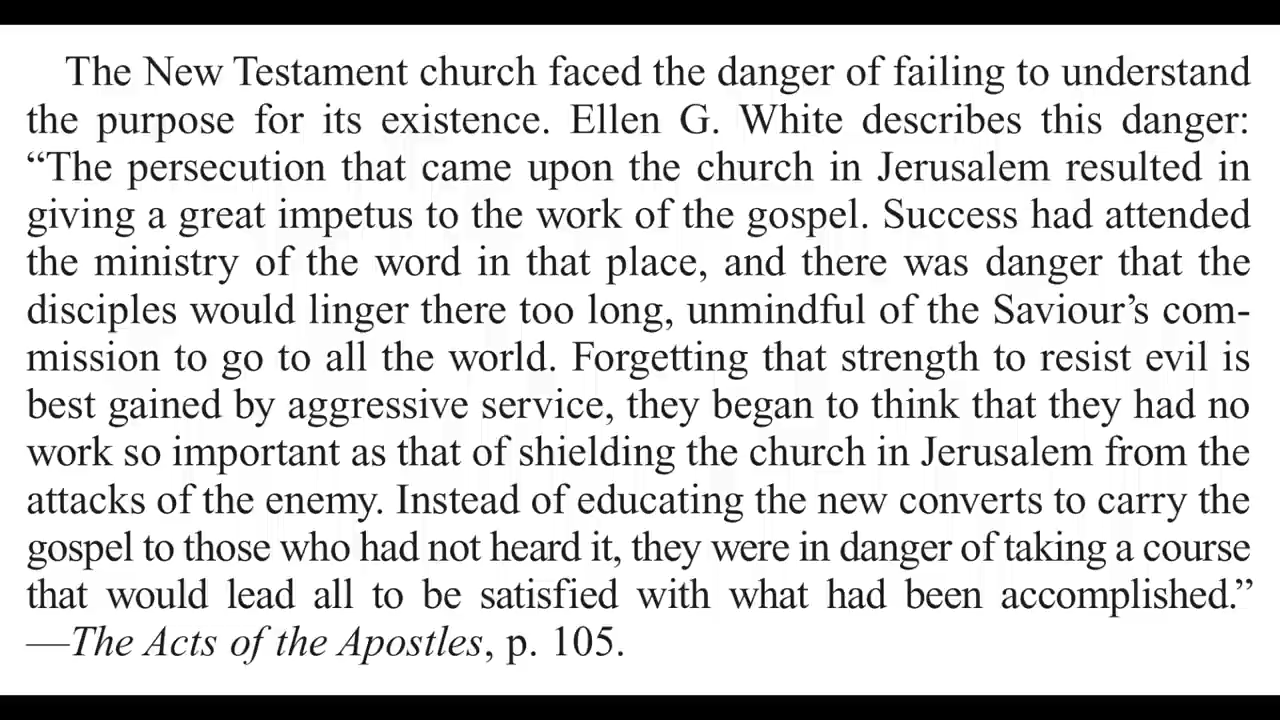 The New Testament church faced the danger of failing to understand
the purpose for its existence. Ellen G. White describes this danger:
“The persecution that came upon the church in Jerusalem resulted in
giving a great impetus to the work of the gospel. Success had attended
the ministry of the word in that place, and there was danger that the
disciples would linger there too long, unmindful of the Saviour’s com-
mission to go to all the world. Forgetting that strength to resist evil is
best gained by aggressive service, they began to think that they had no
work so important as that of shielding the church in Jerusalem from the
attacks of the enemy. Instead of educating the new converts to carry the
gospel to those who had not heard it, they were in danger of taking a course
that would lead all to be satisfied with what had been accomplished.”
—The Acts of the Apostles, p. 105.